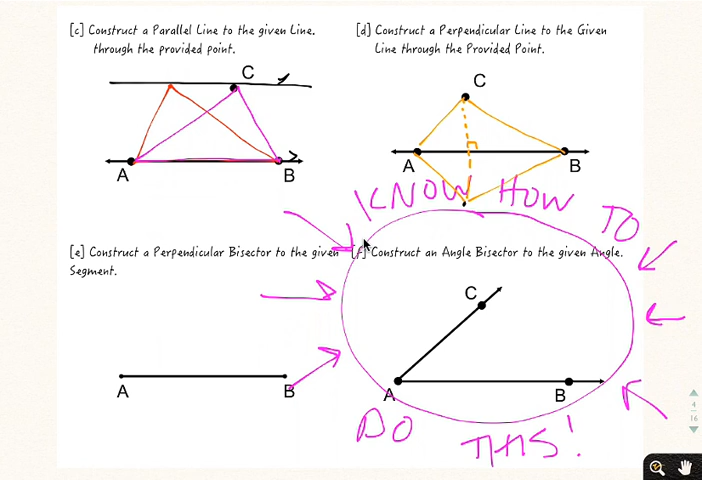 [c] Construct a Parallel Line to the given Line.
through the provided point.
[d] Construct a Perpendicular Line to the Given
Line through the Provided Point.
C
A
B
C
A
B
KNOW HOW TO
[e] Construct a Perpendicular Bisector to the given
Segment.
[f] Construct an Angle Bisector to the given Angle.
A
B
C
A
B
DO THIS!
4
16